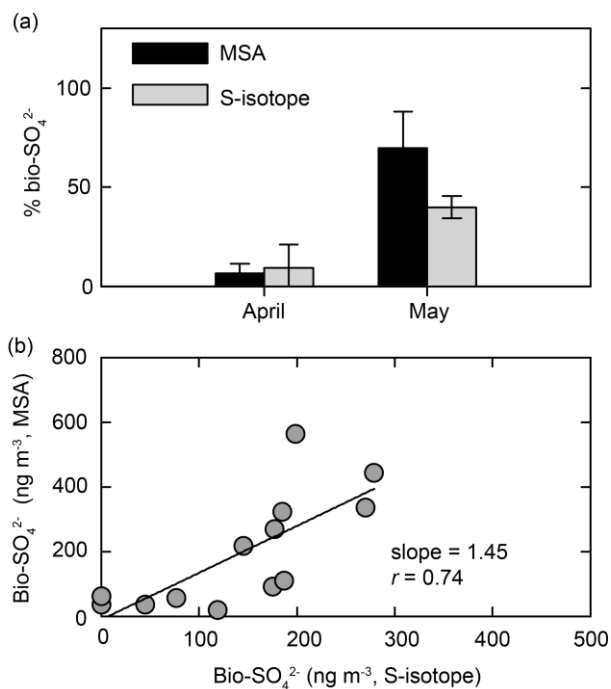 (a)
MSA
S-isotope
% bio-SO₄²⁻
100
50
0
April
May
(b)
Bio-SO₄²⁻ (ng m⁻³, MSA)
800
600
400
200
0
slope = 1.45
r = 0.74
0 100 200 300 400 500
Bio-SO₄²⁻ (ng m⁻³, S-isotope)